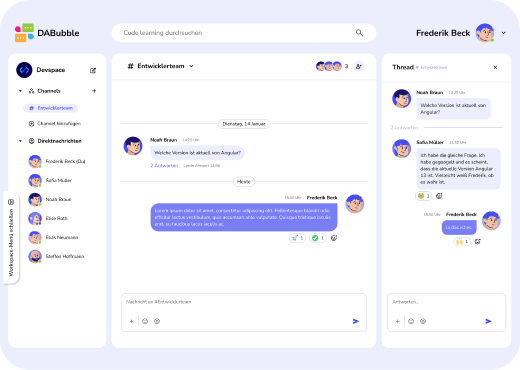 DABubble
Code learning durchsuchen
Frederik Beck
Devspace
Channels
# Entwicklerteam
Channel hinzufügen
Direktnachrichten
Frederik Beck (Du)
Sofia Müller
Noah Braun
Elise Roth
Elias Neumann
Steffen Hoffmann
Workspace-Menü schließen
# Entwicklerteam
3
Dienstag, 14 Januar
Noah Braun 14:25 Uhr
Welche Version ist aktuell von Angular?
2 Antworten Letzte Antwort 14:56
Heute
15:06 Uhr Frederik Beck
Lorem ipsum dolor sit amet, consectetur adipiscing elit. Pellentesque blandit odio
efficitur lectus vestibulum, quis accumsan ante vulputate. Quisque tristique iaculis
erat, eu faucibus lacus iaculis ac.
1
1
Nachricht an #Entwicklerteam
Thread # Entwicklerteam
Noah Braun 14:25 Uhr
Welche Version ist aktuell von
Angular?
2 Antworten
Sofia Müller 14:30 Uhr
Ich habe die gleiche Frage. Ich
habe gegoogelt und es scheint,
dass die aktuelle Version Angular
13 ist. Vielleicht weiß Frederik, ob
es wahr ist.
1
Frederik Beck
Ja das ist es.
1
Antworten...